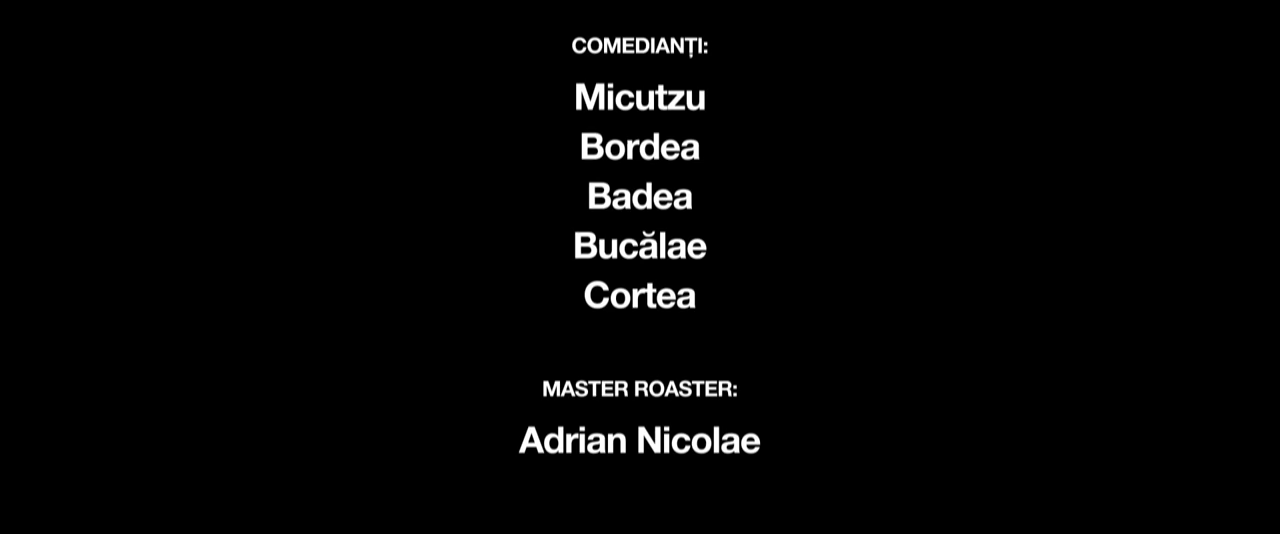 COMEDIANȚI:
Micutzu
Bordea
Badea
Bucălae
Cortea
MASTER ROASTER:
Adrian Nicolae